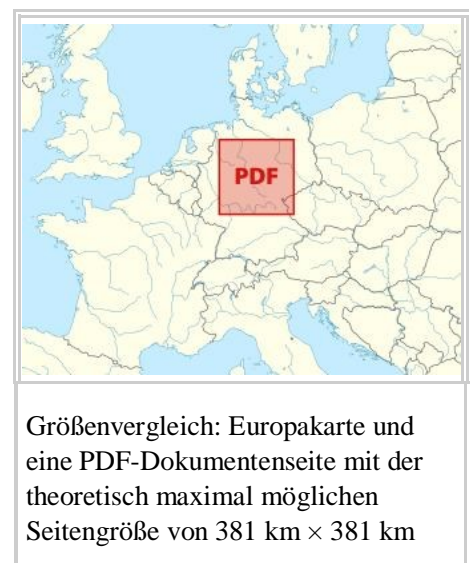 PDF
Größenvergleich: Europakarte und
eine PDF-Dokumentenseite mit der
theoretisch maximal möglichen
Seitengröße von 381 km × 381 km